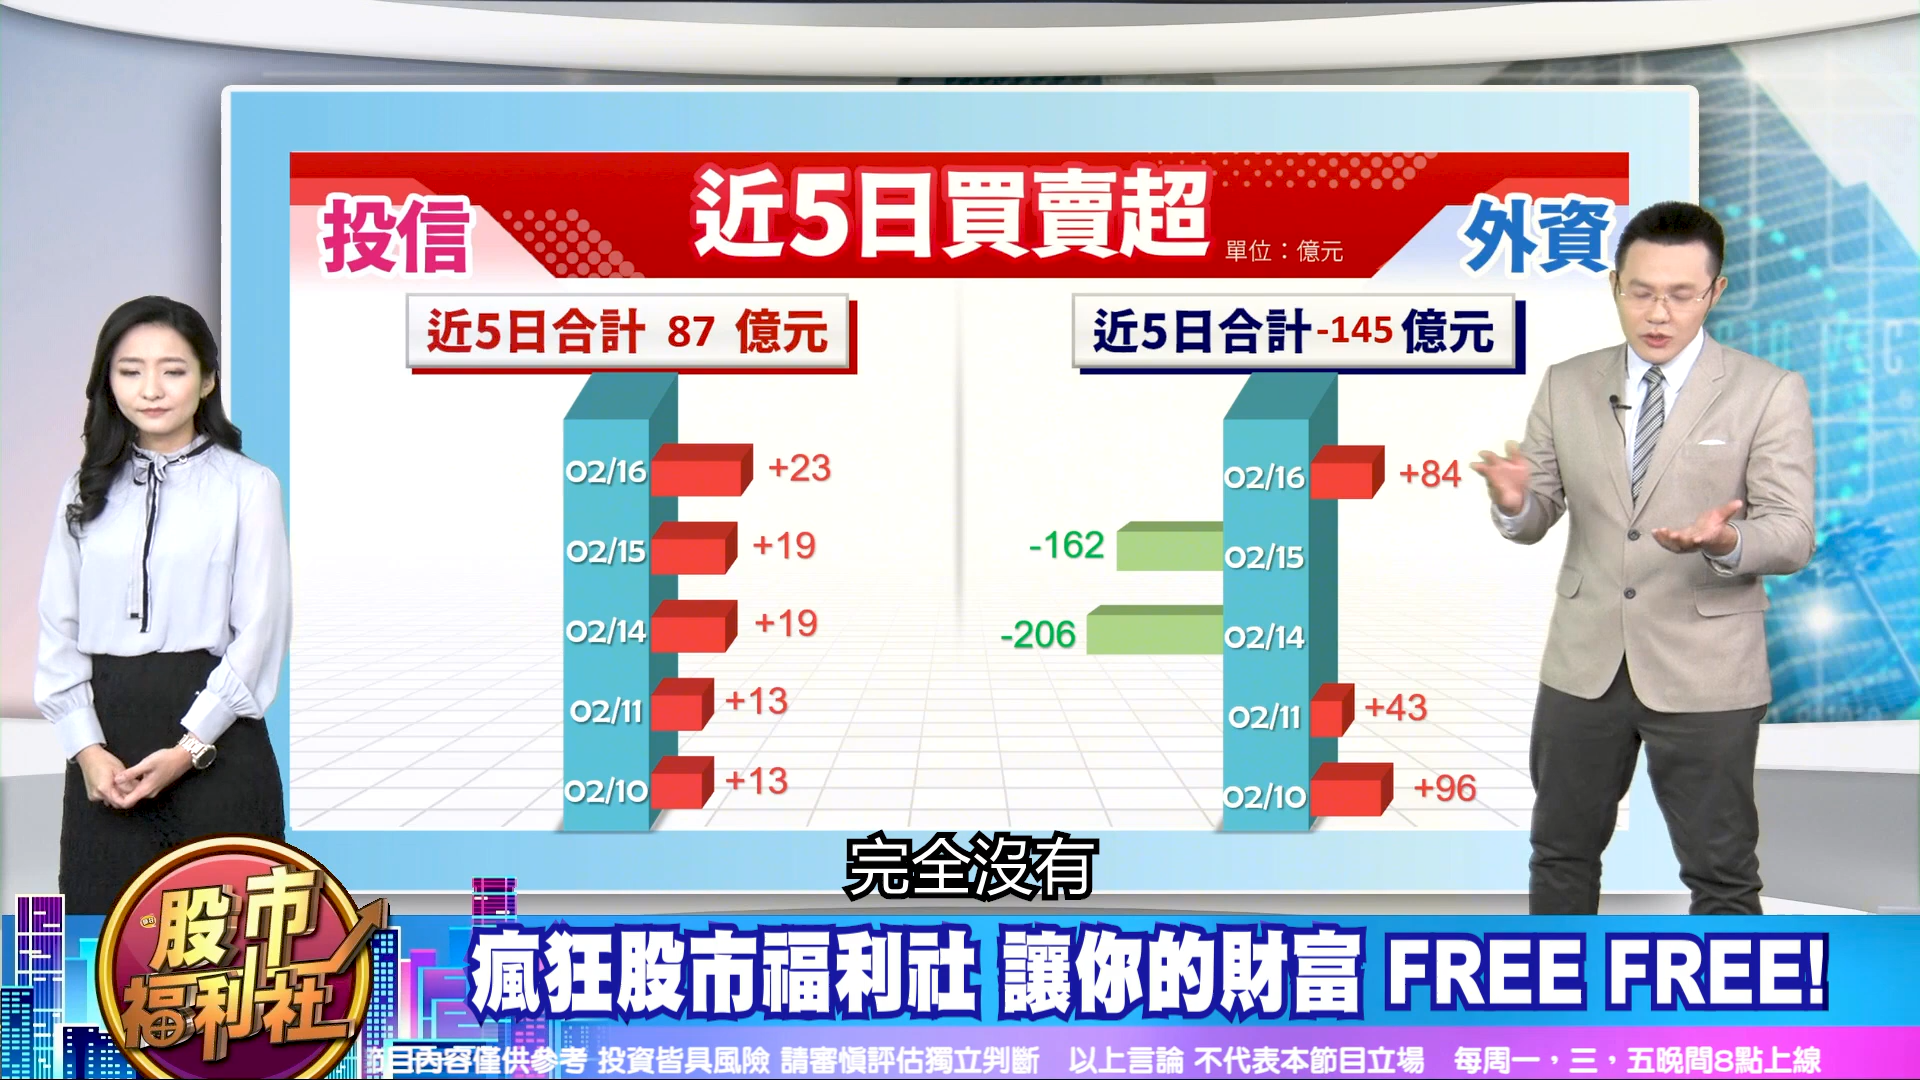 近5日買賣超
單位：億元
投信
外資
近5日合計 87 億元
近5日合計-145億元
02/16 +23
02/15 +19
02/14 +19
02/11 +13
02/10 +13
02/16 +84
-162 02/15
-206 02/14
02/11 +43
02/10 +96
完全沒有
股市
福利社
瘋狂股市福利社 讓你的財富 FREE FREE!
目內容僅供參考 投資皆具風險 請審慎評估獨立判斷 以上言論 不代表本節目立場 每周一，三，五晚間8點上線